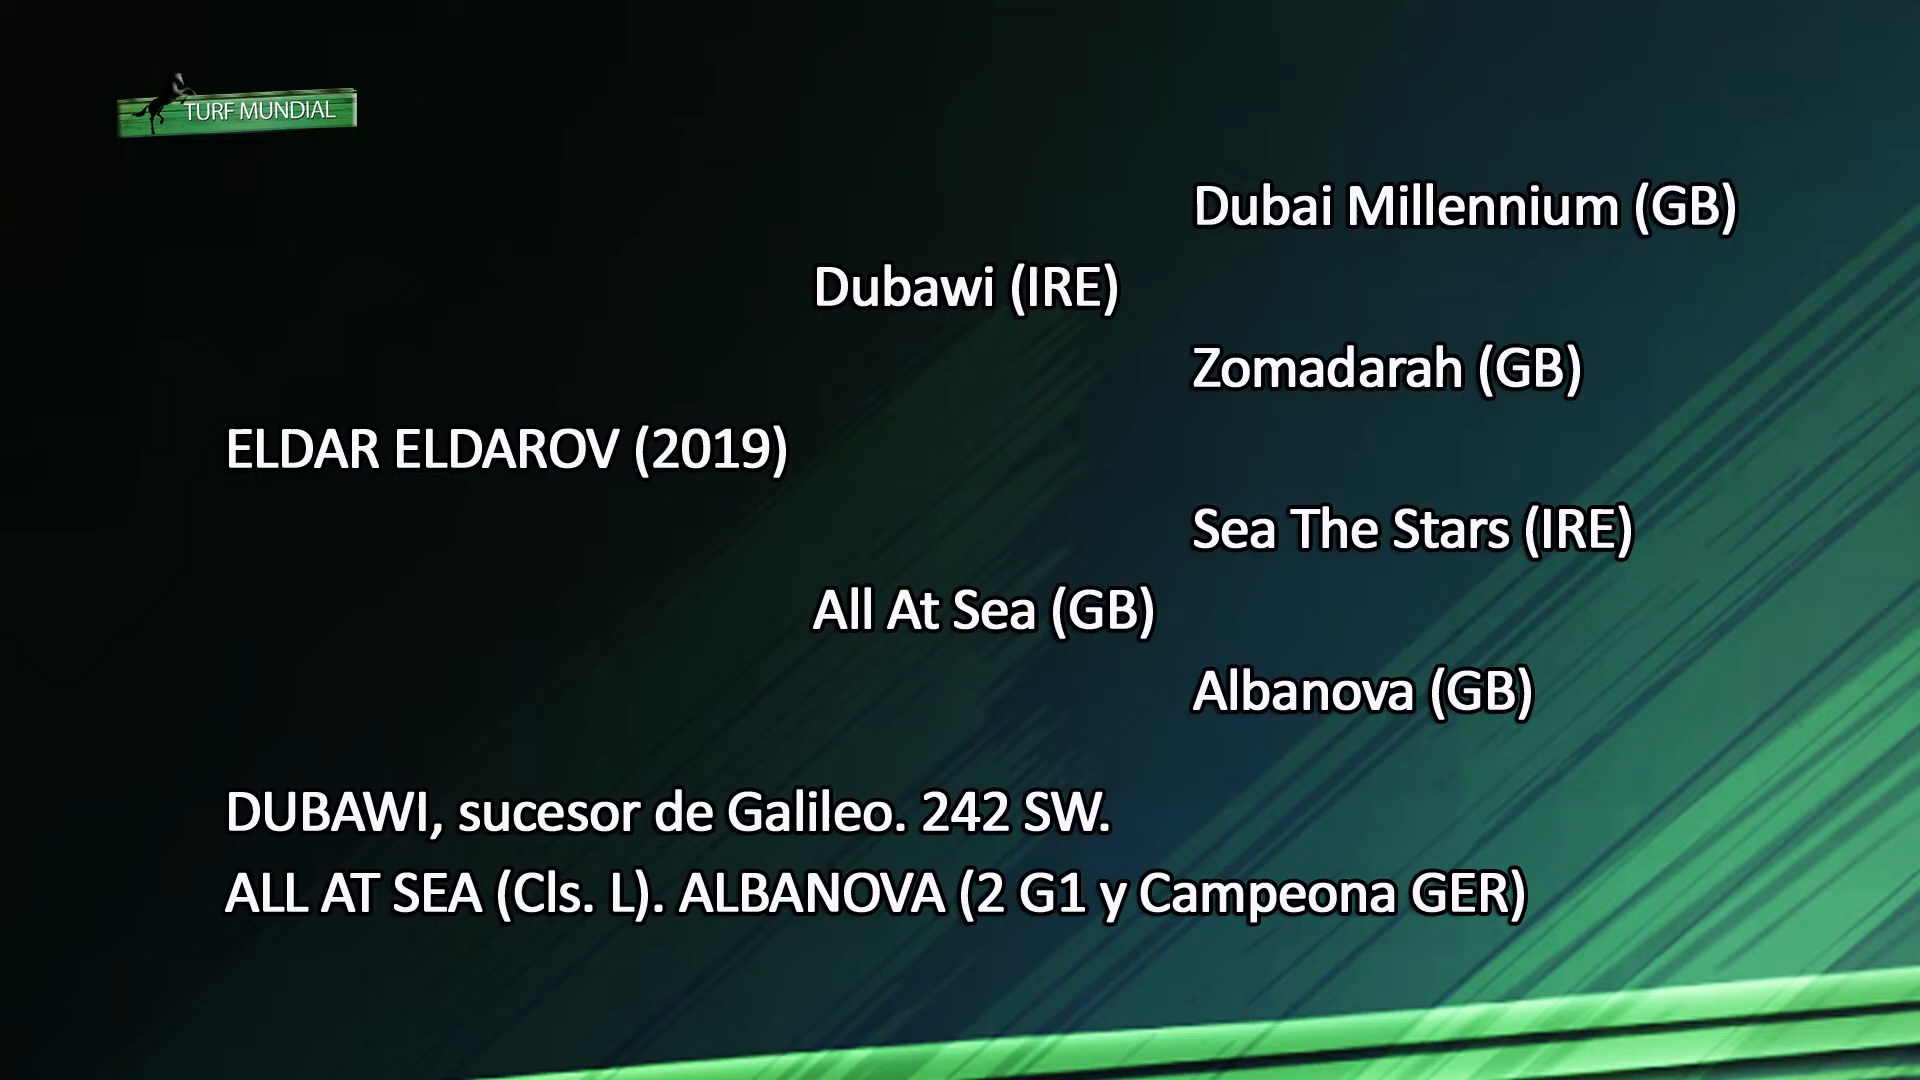 TURF MUNDIAL
Dubai Millennium (GB)
Dubawi (IRE)
Zomadarah (GB)
ELDAR ELDAROV (2019)
Sea The Stars (IRE)
All At Sea (GB)
Albanova (GB)
DUBAWI, sucesor de Galileo. 242 SW.
ALL AT SEA (Cls. L). ALBANOVA (2 G1 y Campeona GER)